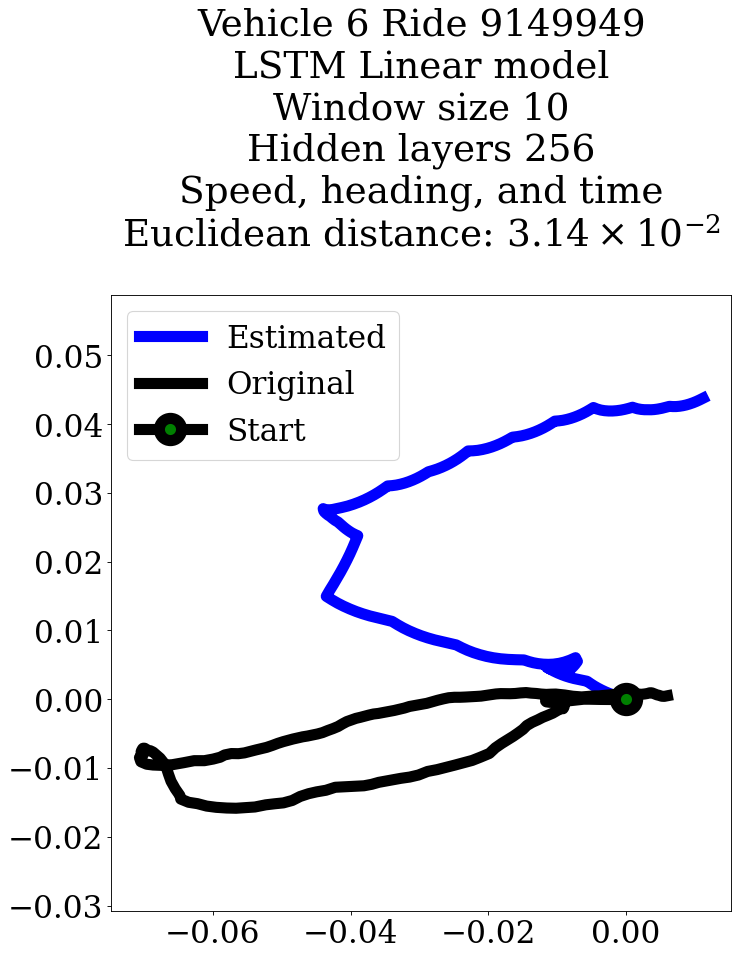 Vehicle 6 Ride 9149949
LSTM Linear model
Window size 10
Hidden layers 256
Speed, heading, and time
Euclidean distance: 3.14 × 10⁻²
Estimated
Original
Start
0.05
0.04
0.03
0.02
0.01
0.00
−0.01
−0.02
−0.03
−0.06 −0.04 −0.02 0.00